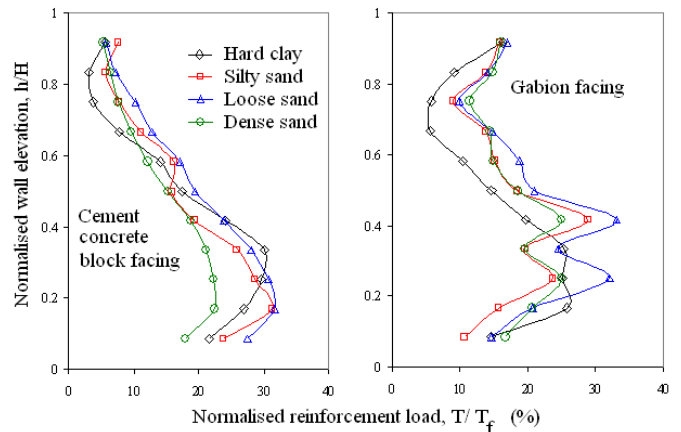 Normalised wall elevation, h/H
1
0.8
0.6
0.4
0.2
0
Hard clay
Silty sand
Loose sand
Dense sand
Cement
concrete
block facing
0 10 20 30 40
1
0.8
0.6
0.4
0.2
0
Gabion facing
0 10 20 30 40
Normalised reinforcement load, T/ Tf (%)